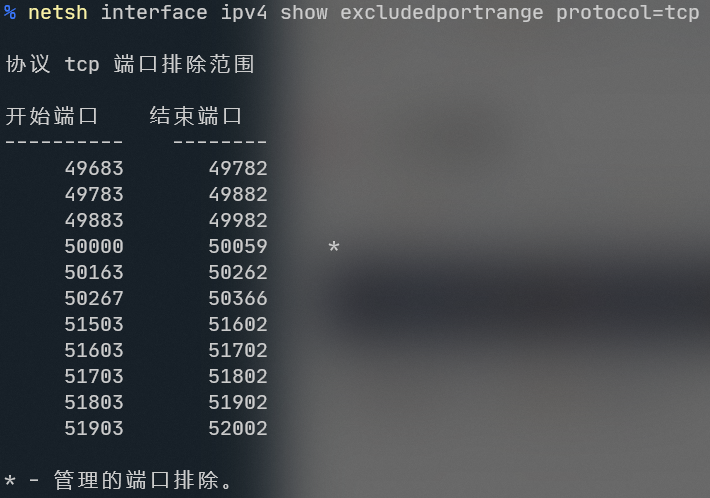 % netsh interface ipv4 show excludedportrange protocol=tcp
协议 tcp 端口排除范围
开始端口    结束端口
----------    --------
     49683       49782
     49783       49882
     49883       49982
     50000       50059     *
     50163       50262
     50267       50366
     51503       51602
     51603       51702
     51703       51802
     51803       51902
     51903       52002
* - 管理的端口排除。